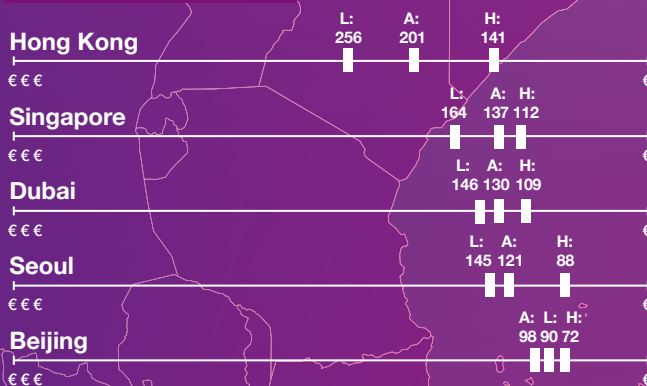 L: A: H:
256 201 141
Hong Kong
€€€ €
L: A: H:
164 137 112
Singapore
€€€ €
L: A: H:
146 130 109
Dubai
€€€ €
L: A: H:
145 121 88
Seoul
€€€ €
A: L: H:
98 90 72
Beijing
€€€ €